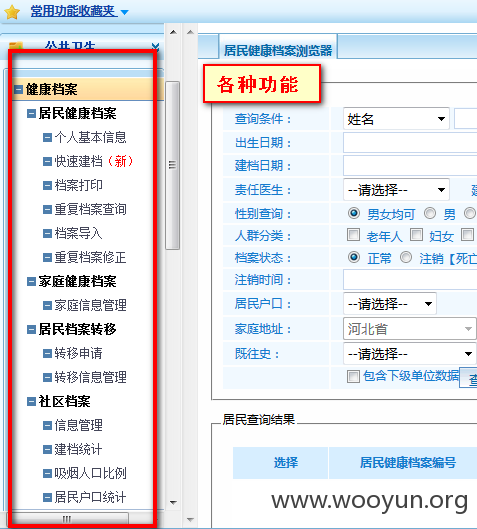 常用功能收藏夹
公共卫生
健康档案
居民健康档案
个人基本信息
快速建档（新）
档案打印
重复档案查询
档案导入
重复档案修正
家庭健康档案
家庭信息管理
居民档案转移
转移申请
转移信息管理
社区档案
信息管理
建档统计
吸烟人口比例
居民户口统计
居民健康档案浏览器
各种功能
查询条件： 姓名
出生日期：
建档日期：
责任医生： --请选择--
性别查询： 男女均可 男
人群分类： 老年人 妇女
档案状态： 正常 注销【死亡
注销时间：
居民户口： --请选择--
家庭地址： 河北省
既往史： --请选择--
包含下级单位数据
居民查询结果
选择 居民健康档案编号
www.wooyun.org